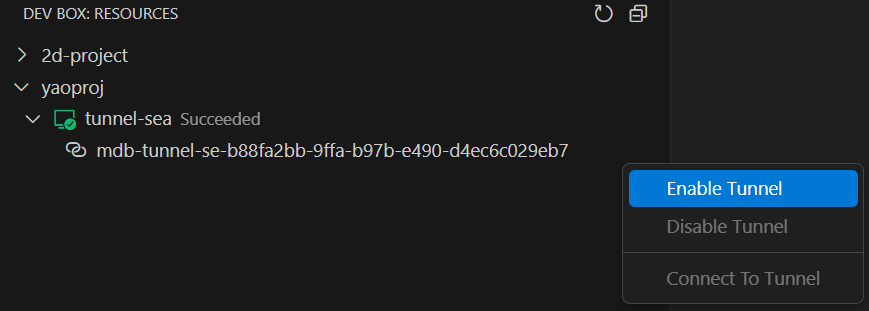 DEV BOX: RESOURCES
2d-project
yaoproj
tunnel-sea Succeeded
mdb-tunnel-se-b88fa2bb-9ffa-b97b-e490-d4ec6c029eb7
Enable Tunnel
Disable Tunnel
Connect To Tunnel